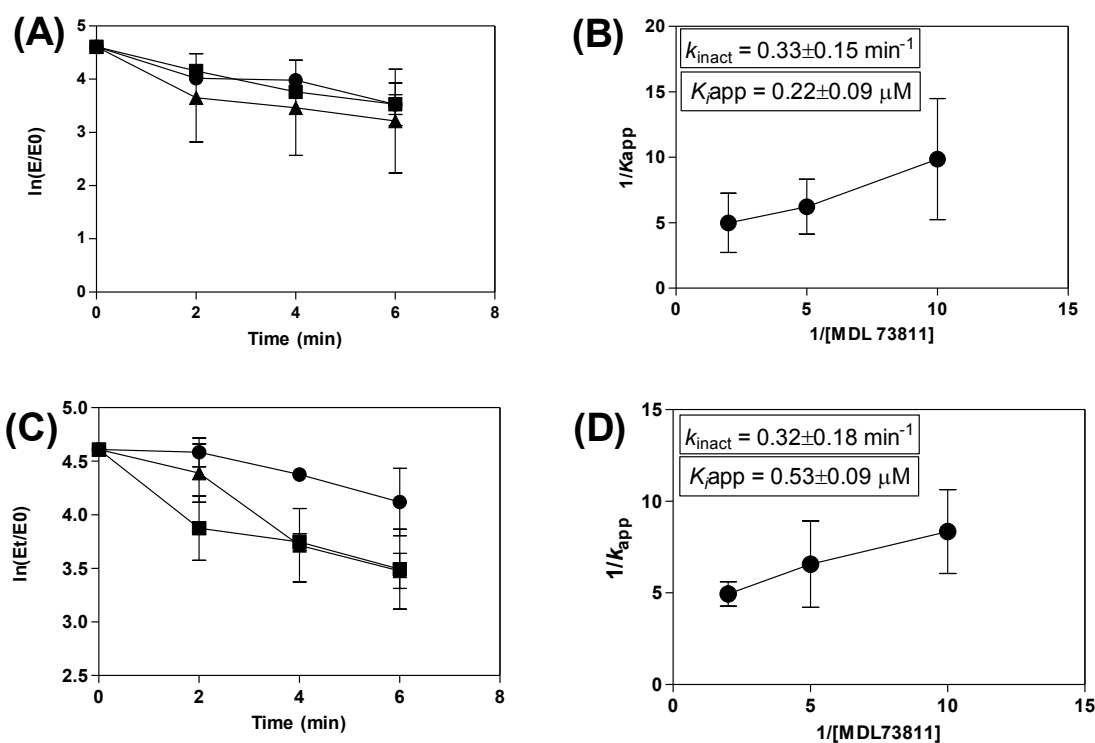 (A)
5
4
3
2
1
0
ln(E/E0)
0 2 4 6 8
Time (min)
(B)
kinact = 0.33±0.15 min-1
Kiapp = 0.22±0.09 μM
20
15
10
5
0
1/Kapp
0 5 10 15
1/[MDL 73811]
(C)
5.0
4.5
4.0
3.5
3.0
2.5
ln(Et/E0)
0 2 4 6 8
Time (min)
(D)
kinact = 0.32±0.18 min-1
Kiapp = 0.53±0.09 μM
15
10
5
0
1/kapp
0 5 10 15
1/[MDL73811]